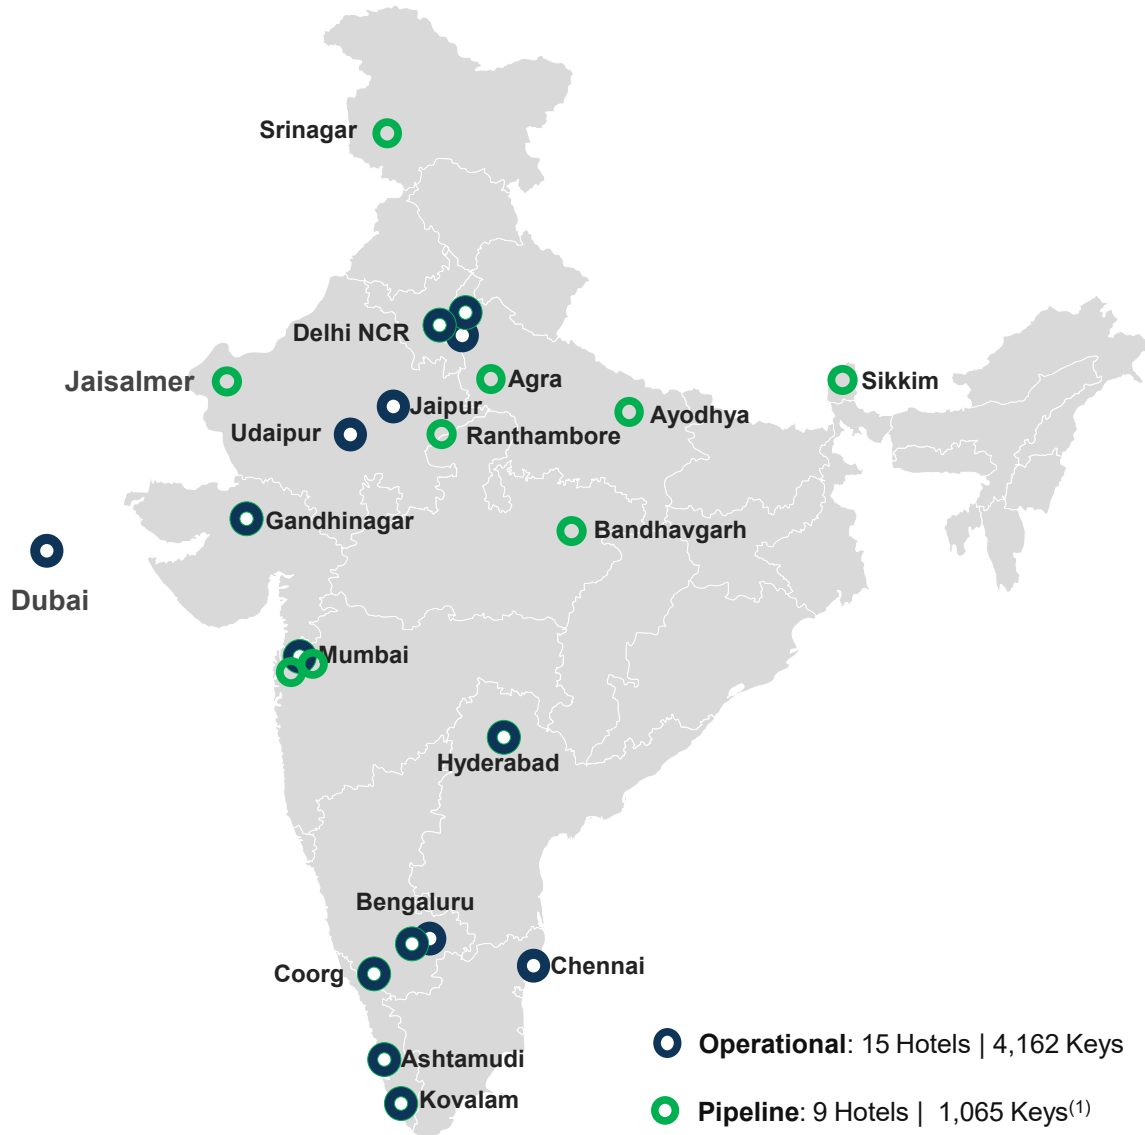 Srinagar
Delhi NCR
Jaisalmer
Agra
Sikkim
Jaipur
Ayodhya
Udaipur
Ranthambore
Gandhinagar
Bandhavgarh
Dubai
Mumbai
Hyderabad
Bengaluru
Coorg
Chennai
Operational: 15 Hotels | 4,162 Keys
Ashtamudi
Kovalam
Pipeline: 9 Hotels | 1,065 Keys(1)